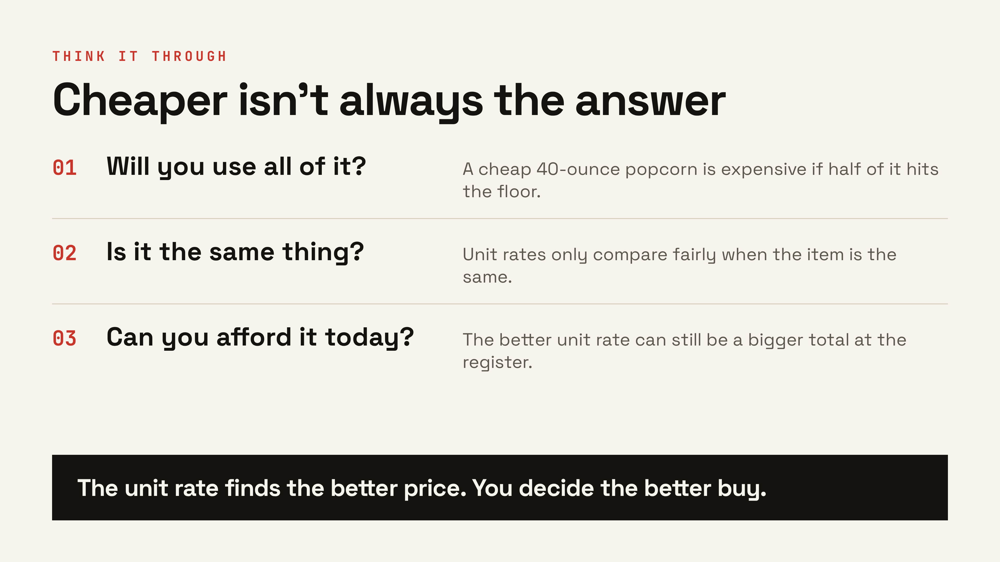 THINK IT THROUGH
Cheaper isn’t always the answer
01 Will you use all of it?
A cheap 40-ounce popcorn is expensive if half of it hits
the floor.
02 Is it the same thing?
Unit rates only compare fairly when the item is the
same.
03 Can you afford it today?
The better unit rate can still be a bigger total at the
register.
The unit rate finds the better price. You decide the better buy.